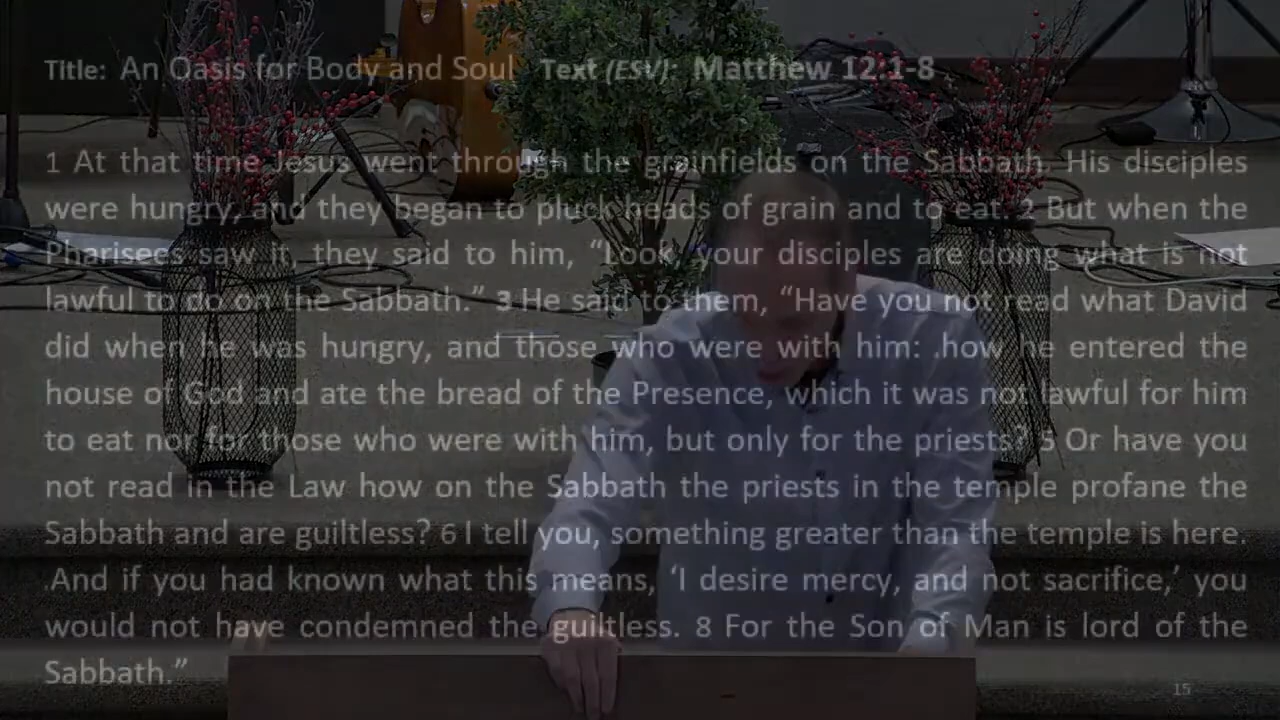 Title: An Oasis for Body and Soul Text (ESV): Matthew 12:1-8
1 At that time Jesus went through the grainfields on the Sabbath. His disciples
were hungry, and they began to pluck heads of grain and to eat. 2 But when the
Pharisees saw it, they said to him, “Look, your disciples are doing what is not
lawful to do on the Sabbath.” 3 He said to them, “Have you not read what David
did when he was hungry, and those who were with him: .how he entered the
house of God and ate the bread of the Presence, which it was not lawful for him
to eat nor for those who were with him, but only for the priests? 5 Or have you
not read in the Law how on the Sabbath the priests in the temple profane the
Sabbath and are guiltless? 6 I tell you, something greater than the temple is here.
.And if you had known what this means, ‘I desire mercy, and not sacrifice,’ you
would not have condemned the guiltless. 8 For the Son of Man is lord of the
Sabbath.”
15